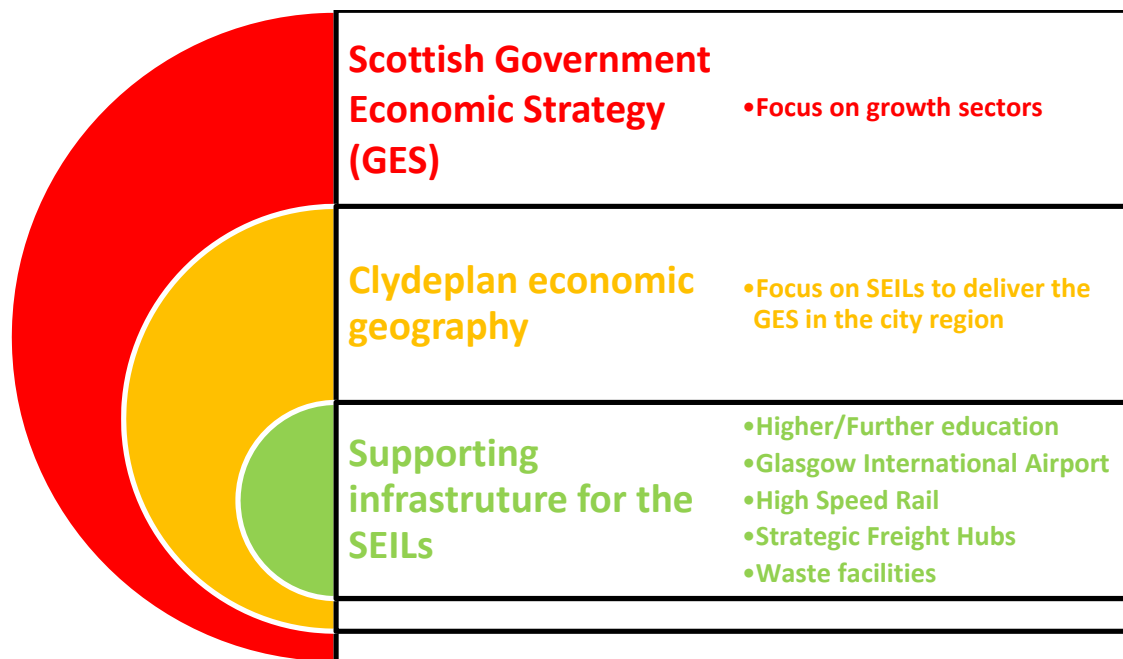 Scottish Government
Economic Strategy
(GES)
•Focus on growth sectors
Clydeplan economic
geography
•Focus on SEILs to deliver the
GES in the city region
Supporting
infrastruture for the
SEILs
•Higher/Further education
•Glasgow International Airport
•High Speed Rail
•Strategic Freight Hubs
•Waste facilities